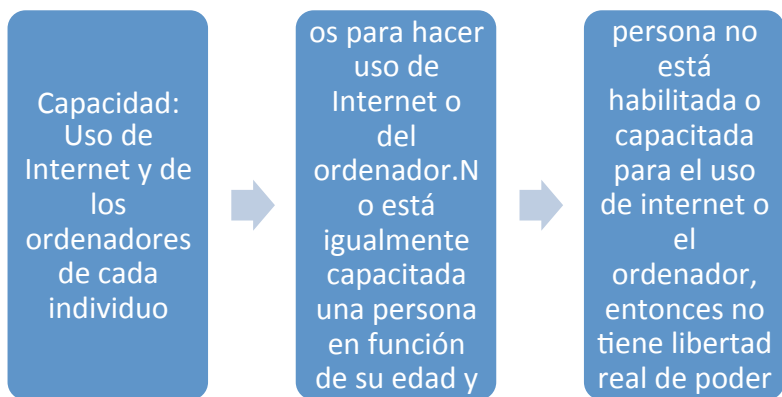 Capacidad:
Uso de
Internet y de
los
ordenadores
de cada
individuo
os para hacer
uso de
Internet o
del
ordenador.N
o está
igualmente
capacitada
una persona
en función
de su edad y
persona no
está
habilitada o
capacitada
para el uso
de internet o
el
ordenador,
entonces no
tiene libertad
real de poder